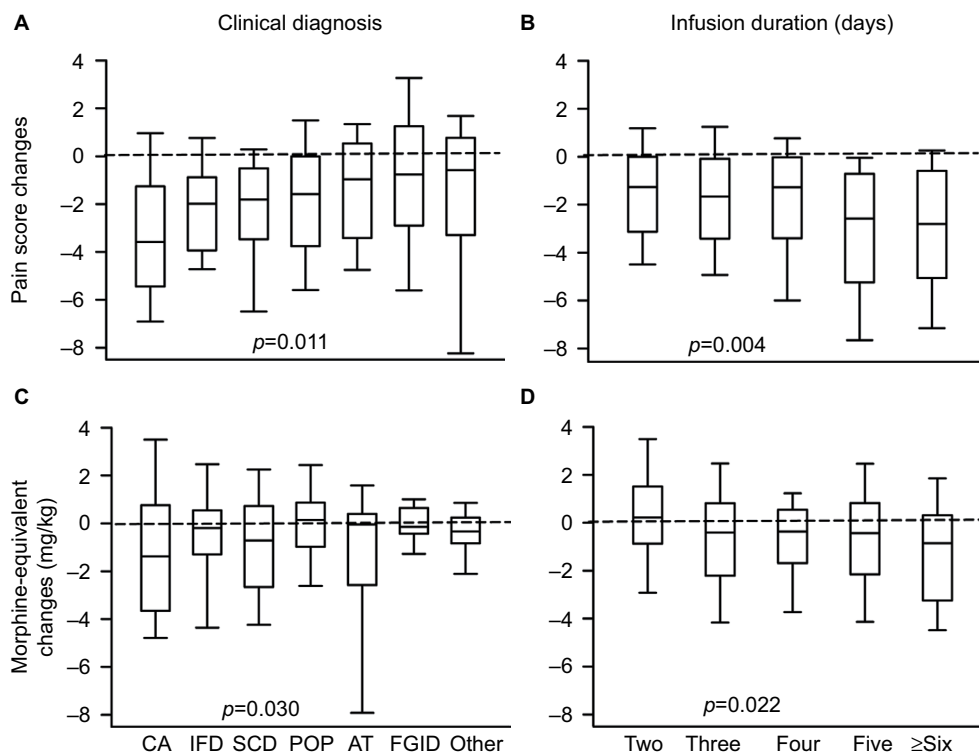 A Clinical diagnosis
B Infusion duration (days)
Pain score changes
4
2
0
–2
–4
–6
–8
p=0.011
4
2
0
–2
–4
–6
–8
p=0.004
C
D
Morphine-equivalent
changes (mg/kg)
4
2
0
–2
–4
–6
–8
p=0.030
CA IFD SCD POP AT FGID Other
4
2
0
–2
–4
–6
–8
p=0.022
Two Three Four Five ≥Six